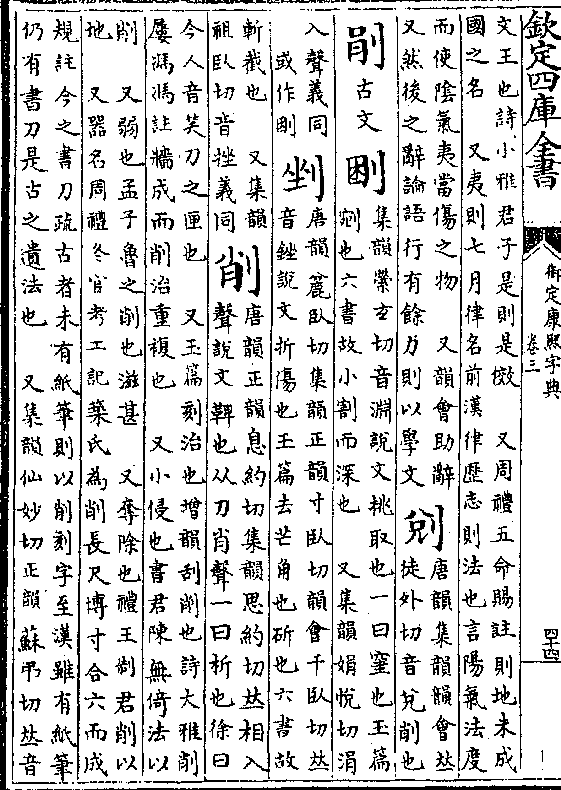 欽定四庫全書
御定康熙字典
卷三
四十四
文王也詩小雅君子是則是傚 又周禮五命賜註則地未成
國之名 又夷則七月律名前漢律歷志則法也言陽氣法度
而使陰氣夷當傷之物 又韻會助辭
又然後之辭論語行有餘力則以學文
剆唐韻集韻韻會𠀤
徒外切音兌削也
古文
集韻縈玄切音淵說文挑取也一曰窐也玉篇
剜也六書故小割而深也 又集韻娟悅切涓
入聲義同
或作剈
剉
唐韻麤臥切集韻正韻寸臥切韻會千臥切𠀤
音銼說文折傷也玉篇去芒角也斫也六書故
斬截也 又集韻
祖臥切音挫義同
削
唐韻正韻息約切集韻思約切𠀤相入
聲說文鞞也从刀肖聲一曰析也徐曰
今人音笑刀之匣也 又玉篇刻治也增韻刮削也詩大雅削
屢馮馮註牆成而削治重複也 又小侵也書君陳無倚法以
削 又弱也孟子魯之削也滋甚 又奪除也禮王制君削以
地 又器名周禮冬官考工記築氏為削長尺博寸合六而成
規註今之書刀疏古者未有紙筆則以削刻字至漢雖有紙筆
仍有書刀是古之遺法也 又集韻仙妙切正韻蘇弔切𠀤音